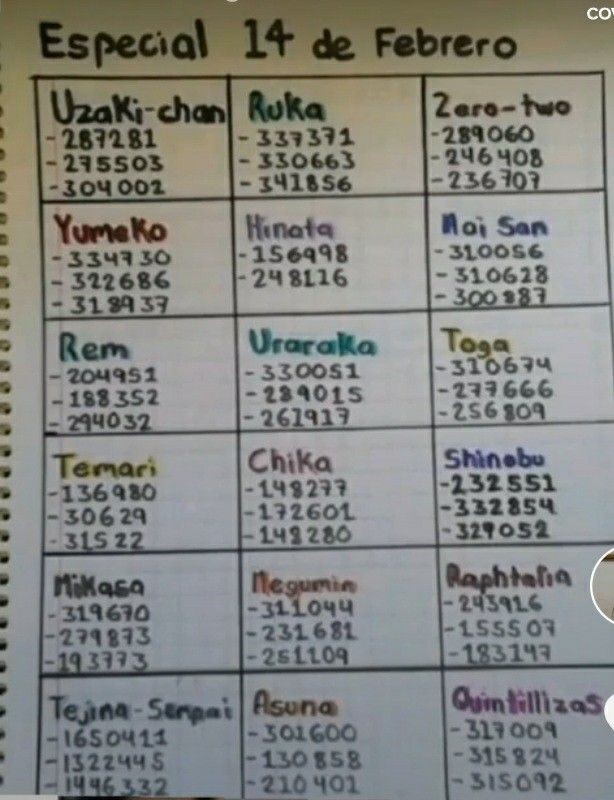 Especial 14 de Febrero
Uzaki-chan
-287281
-275503
-304002
Ruka
-337371
-330663
-341856
Zero-two
-289060
-246408
-236707
Yumeko
-334730
-322686
-318937
Hinata
-156998
-248116
Mai San
-310056
-310628
-300887
Rem
-204951
-188352
-294032
Uraraka
-330051
-289015
-261917
Toga
-310674
-277666
-256809
Temari
-136980
-30629
-31522
Chika
-148277
-172601
-148280
Shinobu
-232551
-332854
-327052
Mikasa
-319670
-279873
-193773
Megumin
-311044
-231681
-251109
Raphtalia
-243916
-155507
-183147
Tejina-Senpai
-1650411
-1322445
-1446332
Asuna
-301600
-130858
-210401
Quintillizas
-317009
-315824
-315092